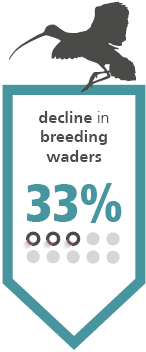 decline in
breeding
waders
33%